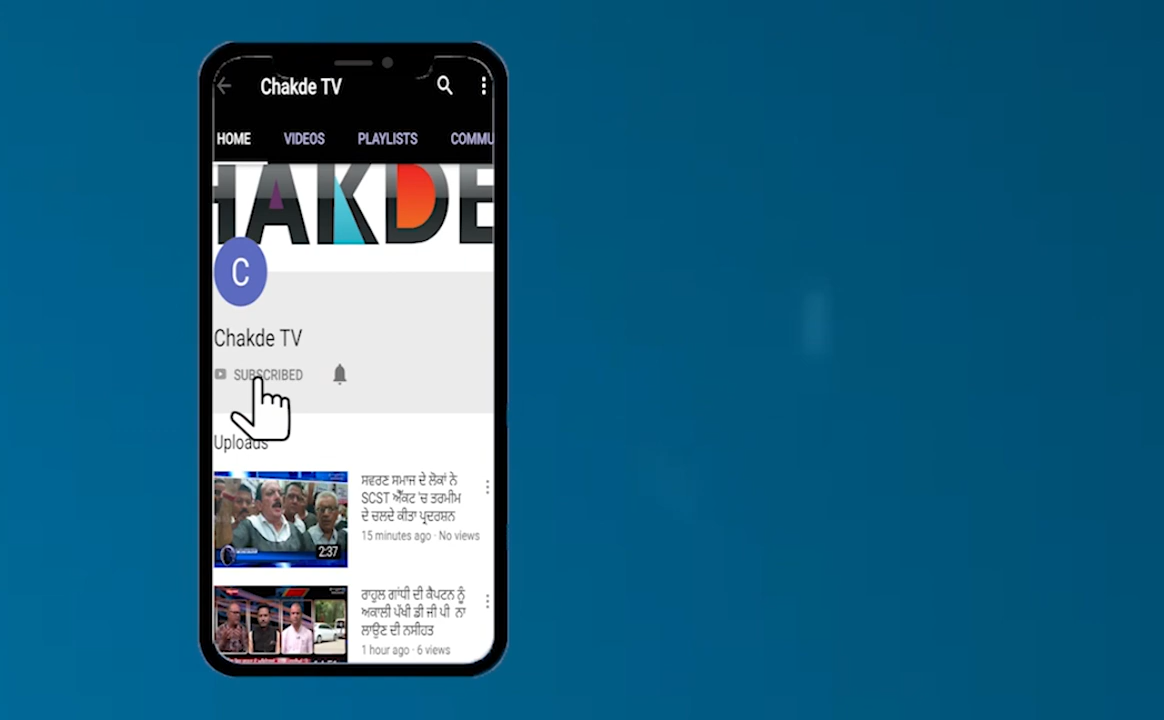 Chakde TV
HOME VIDEOS PLAYLISTS COMMU
HAKDE
C
Chakde TV
SUBSCRIBED
Uploads
ਸਵਰਣ ਸਮਾਜ ਦੇ ਲੋਕਾਂ ਨੇ
SCST ਐੱਕਟ 'ਚ ਤਰਮੀਮ
ਦੇ ਚਲਦੇ ਕੀਤਾ ਪ੍ਰਦਰਸ਼ਨ
15 minutes ago · No views
2:37
ਰਾਹੁਲ ਗਾਂਧੀ ਦੀ ਕੈਪਟਨ ਨੂੰ
ਅਕਾਲੀ ਪੱਖੀ ਡੀ ਜੀ ਪੀ ਨਾ
ਲਾਉਣ ਦੀ ਨਸੀਹਤ
1 hour ago · 6 views